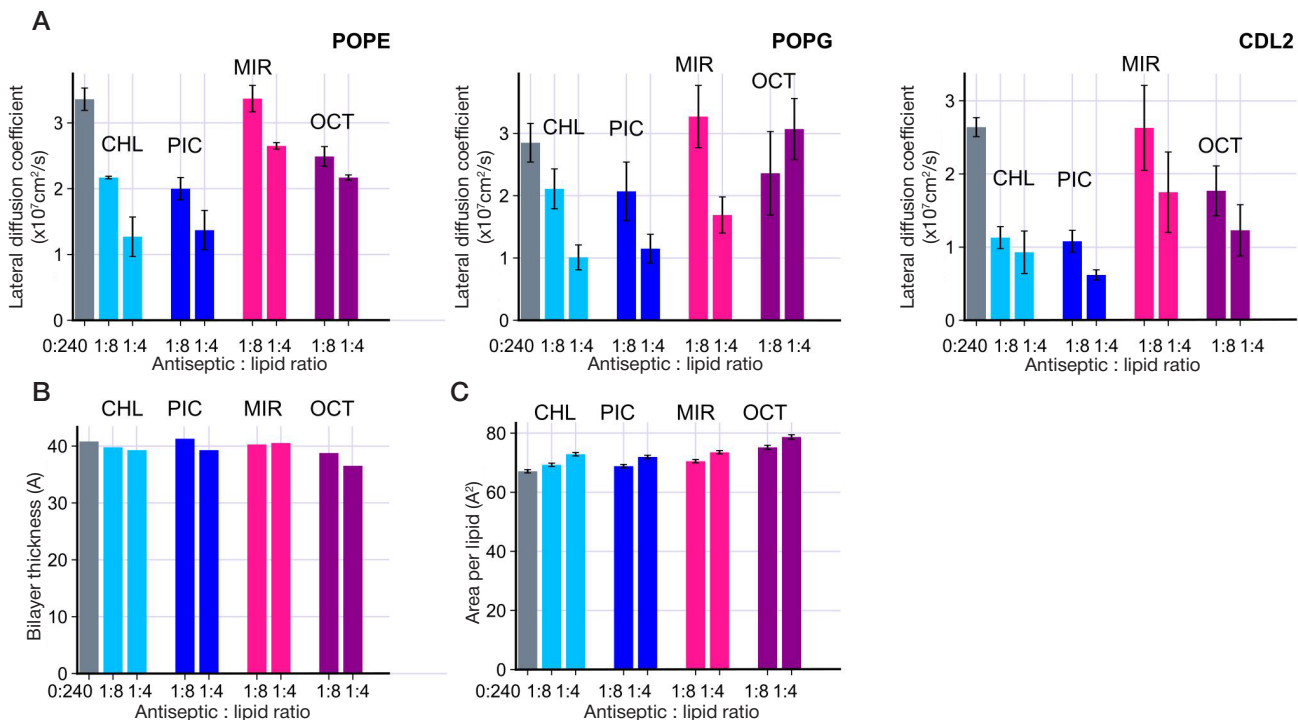 A
POPE
Lateral diffusion coefficient
(x10⁷cm²/s)
3
2
1
0
CHL
PIC
MIR
OCT
0:240 1:8 1:4 1:8 1:4 1:8 1:4 1:8 1:4
Antiseptic : lipid ratio
POPG
Lateral diffusion coefficient
(x10⁷cm²/s)
3
2
1
0
CHL
PIC
MIR
OCT
0:240 1:8 1:4 1:8 1:4 1:8 1:4 1:8 1:4
Antiseptic : lipid ratio
CDL2
Lateral diffusion coefficient
(x10⁷cm²/s)
3
2
1
0
CHL
PIC
MIR
OCT
0:240 1:8 1:4 1:8 1:4 1:8 1:4 1:8 1:4
Antiseptic : lipid ratio
B
CHL PIC MIR OCT
Bilayer thickness (A)
40
30
20
10
0
0:240 1:8 1:4 1:8 1:4 1:8 1:4 1:8 1:4
Antiseptic : lipid ratio
C
CHL PIC MIR OCT
Area per lipid (A²)
80
60
40
20
0
0:240 1:8 1:4 1:8 1:4 1:8 1:4 1:8 1:4
Antiseptic : lipid ratio